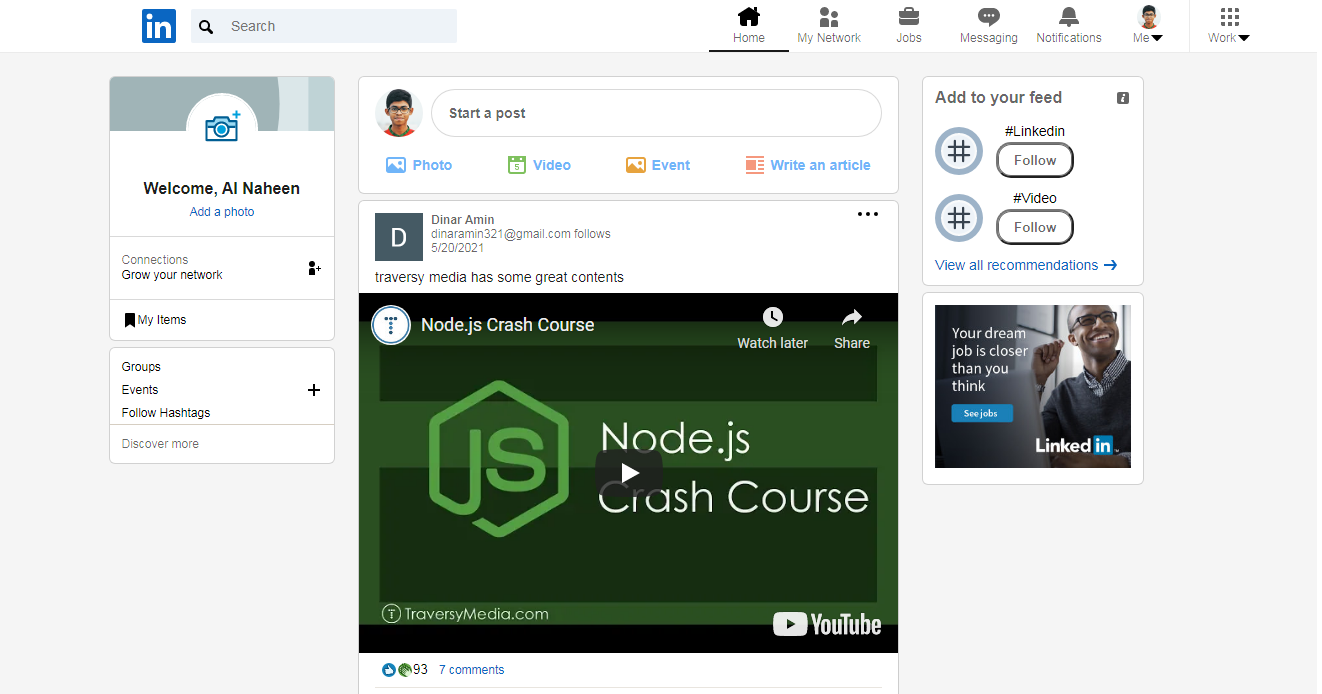 in
Search
Home
My Network
Jobs
Messaging
Notifications
Me
Work
Welcome, Al Naheen
Add a photo
Connections
Grow your network
My Items
Groups
Events
Follow Hashtags
Discover more
Start a post
Photo
5
Video
Event
Write an article
D
Dinar Amin
dinaramin321@gmail.com follows
5/20/2021
traversy media has some great contents
Node.js Crash Course
Watch later
Share
JS
Node.js
Crash Course
TraversyMedia.com
YouTube
93
7 comments
Add to your feed
i
#
#Linkedin
Follow
#
#Video
Follow
View all recommendations
Your dream
job is closer
than you
think
See jobs
Linked in